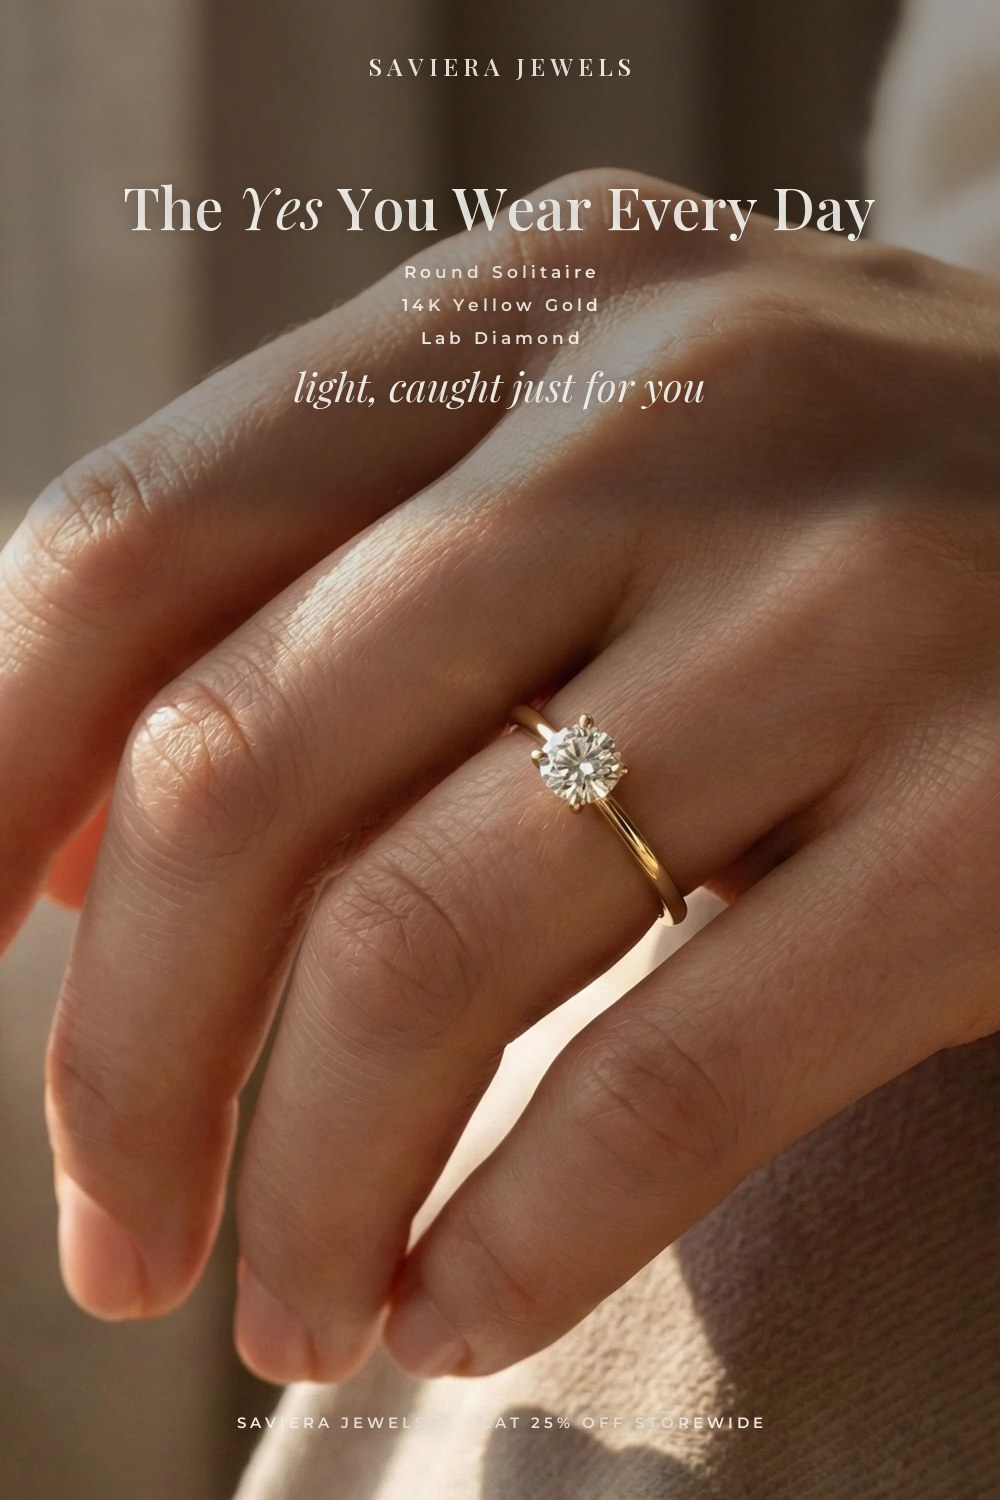 SAVIERA JEWELS
The Yes You Wear Every Day
Round Solitaire
14K Yellow Gold
Lab Diamond
light, caught just for you
SAVIERA JEWELS 25% OFF STOREWIDE